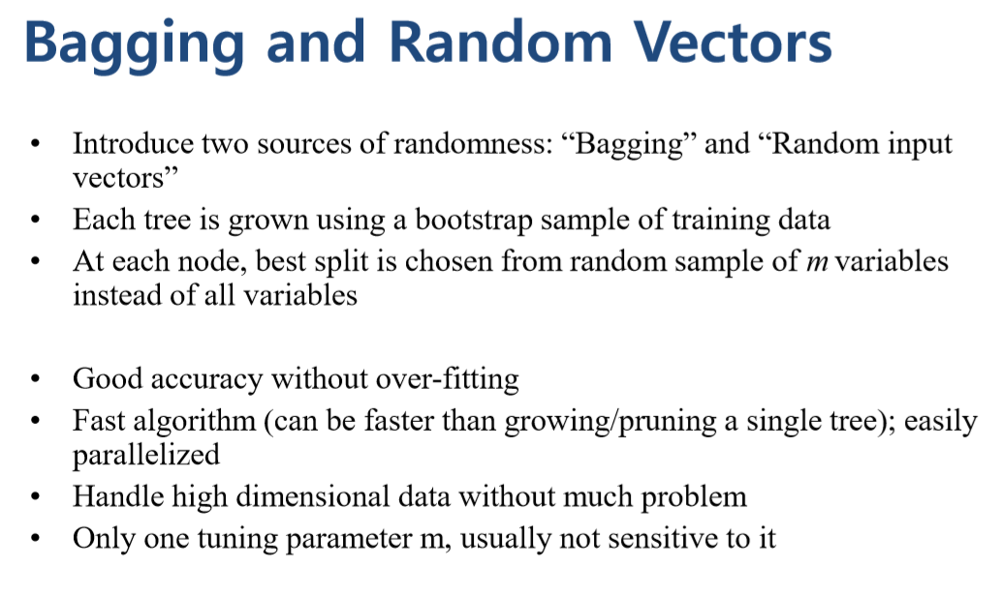 Bagging and Random Vectors
• Introduce two sources of randomness: “Bagging” and “Random input
vectors”
• Each tree is grown using a bootstrap sample of training data
• At each node, best split is chosen from random sample of m variables
instead of all variables
• Good accuracy without over-fitting
• Fast algorithm (can be faster than growing/pruning a single tree); easily
parallelized
• Handle high dimensional data without much problem
• Only one tuning parameter m, usually not sensitive to it